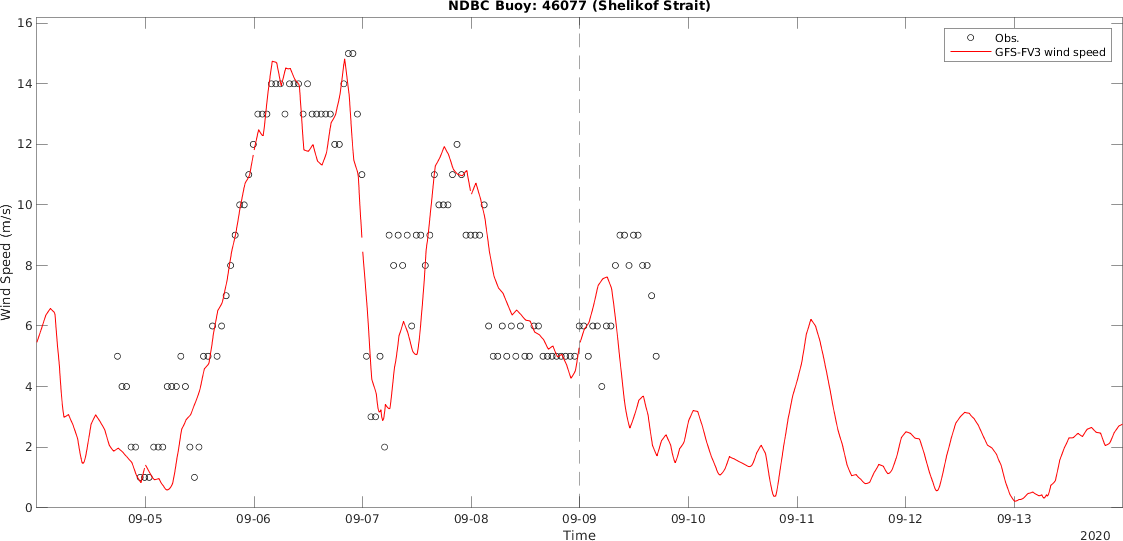 NDBC Buoy: 46077 (Shelikof Strait)
Obs.
GFS-FV3 wind speed
Wind Speed (m/s)
16
14
12
10
8
6
4
2
0
09-05 09-06 09-07 09-08 09-09 09-10 09-11 09-12 09-13
Time
2020